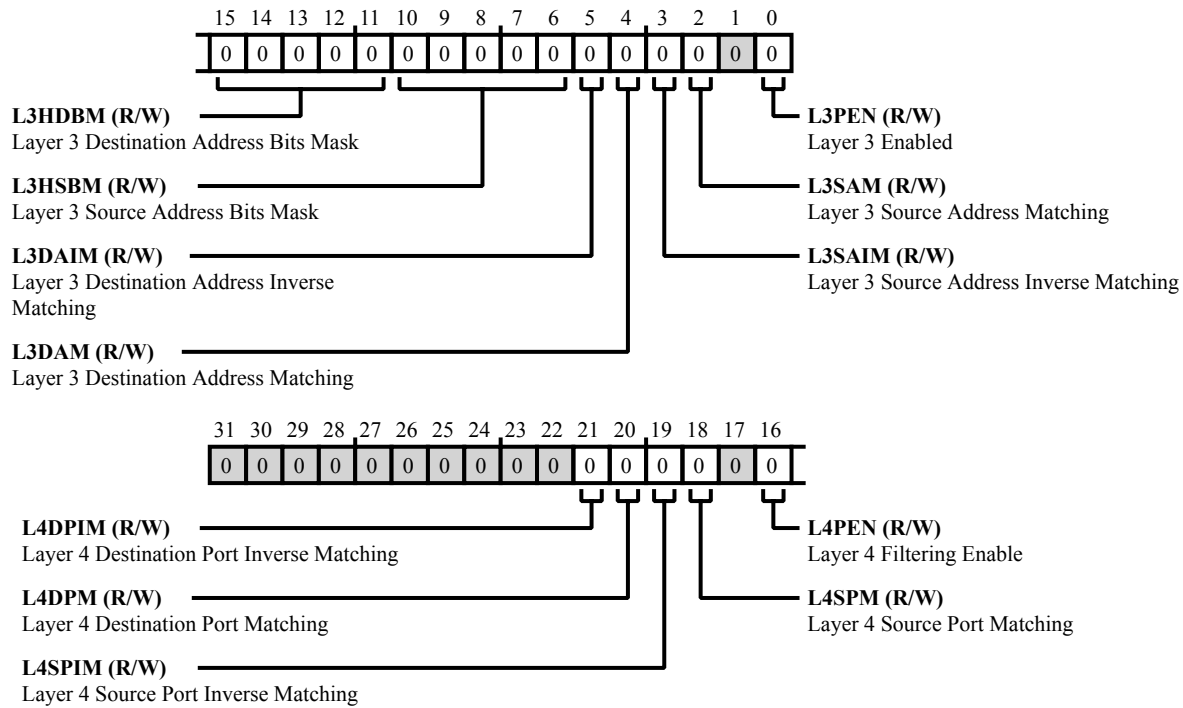 15 14 13 12 11 10 9 8 7 6 5 4 3 2 1 0
0 0 0 0 0 0 0 0 0 0 0 0 0 0 0 0
L3HDBM (R/W)
Layer 3 Destination Address Bits Mask
L3HSBM (R/W)
Layer 3 Source Address Bits Mask
L3DAIM (R/W)
Layer 3 Destination Address Inverse
Matching
L3DAM (R/W)
Layer 3 Destination Address Matching
L3PEN (R/W)
Layer 3 Enabled
L3SAM (R/W)
Layer 3 Source Address Matching
L3SAIM (R/W)
Layer 3 Source Address Inverse Matching
31 30 29 28 27 26 25 24 23 22 21 20 19 18 17 16
0 0 0 0 0 0 0 0 0 0 0 0 0 0 0 0
L4DPIM (R/W)
Layer 4 Destination Port Inverse Matching
L4DPM (R/W)
Layer 4 Destination Port Matching
L4SPIM (R/W)
Layer 4 Source Port Inverse Matching
L4PEN (R/W)
Layer 4 Filtering Enable
L4SPM (R/W)
Layer 4 Source Port Matching